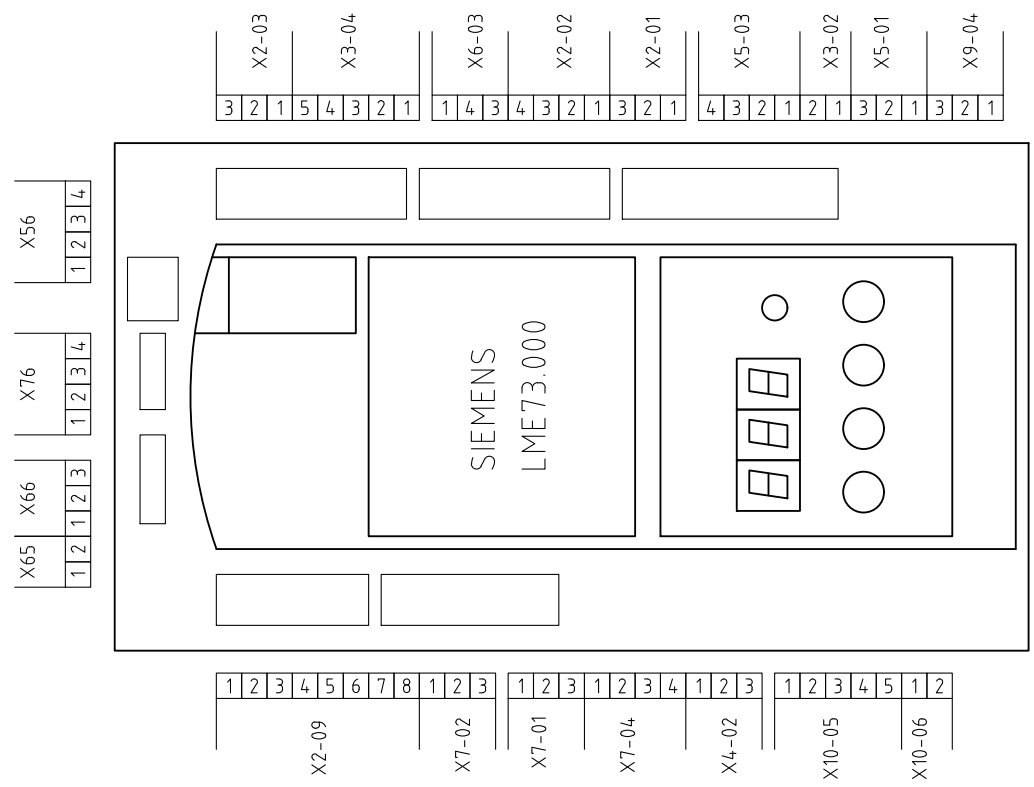 X2-03 X3-04 X6-03 X2-02 X2-01 X5-03 X3-02 X5-01 X9-04
3 2 1 5 4 3 2 1 1 4 3 4 3 2 1 3 2 1 4 3 2 1 2 1 3 2 1 3 2 1
X56
1 2 3 4
X76
1 2 3 4
X66
1 2 3
X65
1 2
SIEMENS
LME73.000
1 2 3 4 5 6 7 8 1 2 3 1 2 3 1 2 3 4 1 2 3 1 2 3 4 5 1 2
X2-09 X7-02 X7-01 X7-04 X4-02 X10-05 X10-06